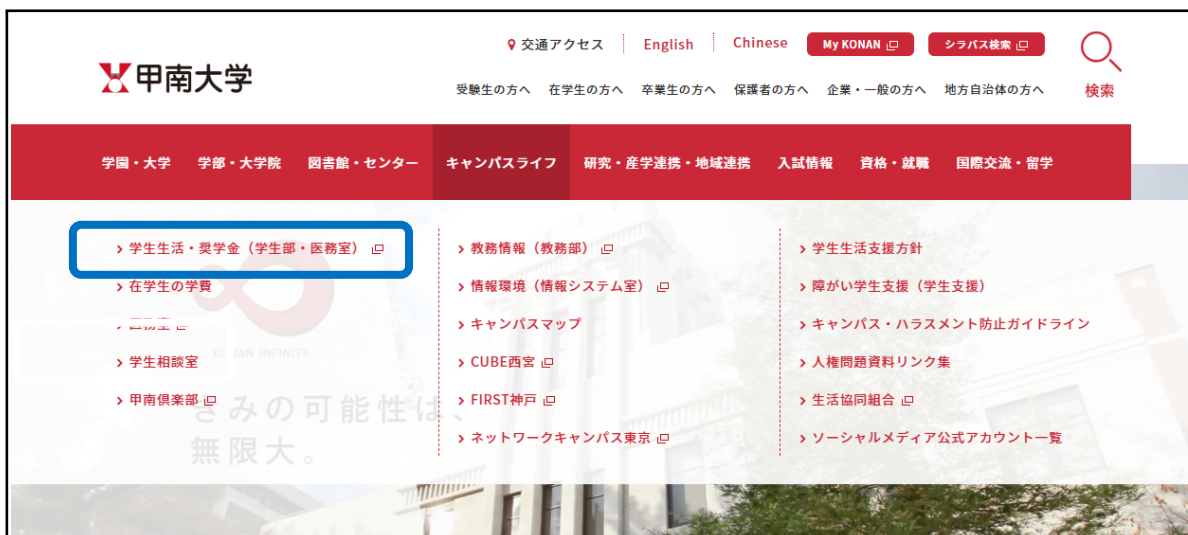 交通アクセス English Chinese My KONAN シラバス検索
甲南大学
受験生の方へ 在学生の方へ 卒業生の方へ 保護者の方へ 企業・一般の方へ 地方自治体の方へ 検索
学園・大学 学部・大学院 図書館・センター キャンパスライフ 研究・産学連携・地域連携 入試情報 資格・就職 国際交流・留学
学生生活・奨学金（学生部・医務室）
在学生の学費
学生相談室
甲南倶楽部
教務情報（教務部）
情報環境（情報システム室）
キャンパスマップ
CUBE西宮
FIRST神戸
ネットワークキャンパス東京
学生生活支援方針
障がい学生支援（学生支援）
キャンパス・ハラスメント防止ガイドライン
人権問題資料リンク集
生活協同組合
ソーシャルメディア公式アカウント一覧
KONAN INFINITY
きみの可能性は、
無限大。